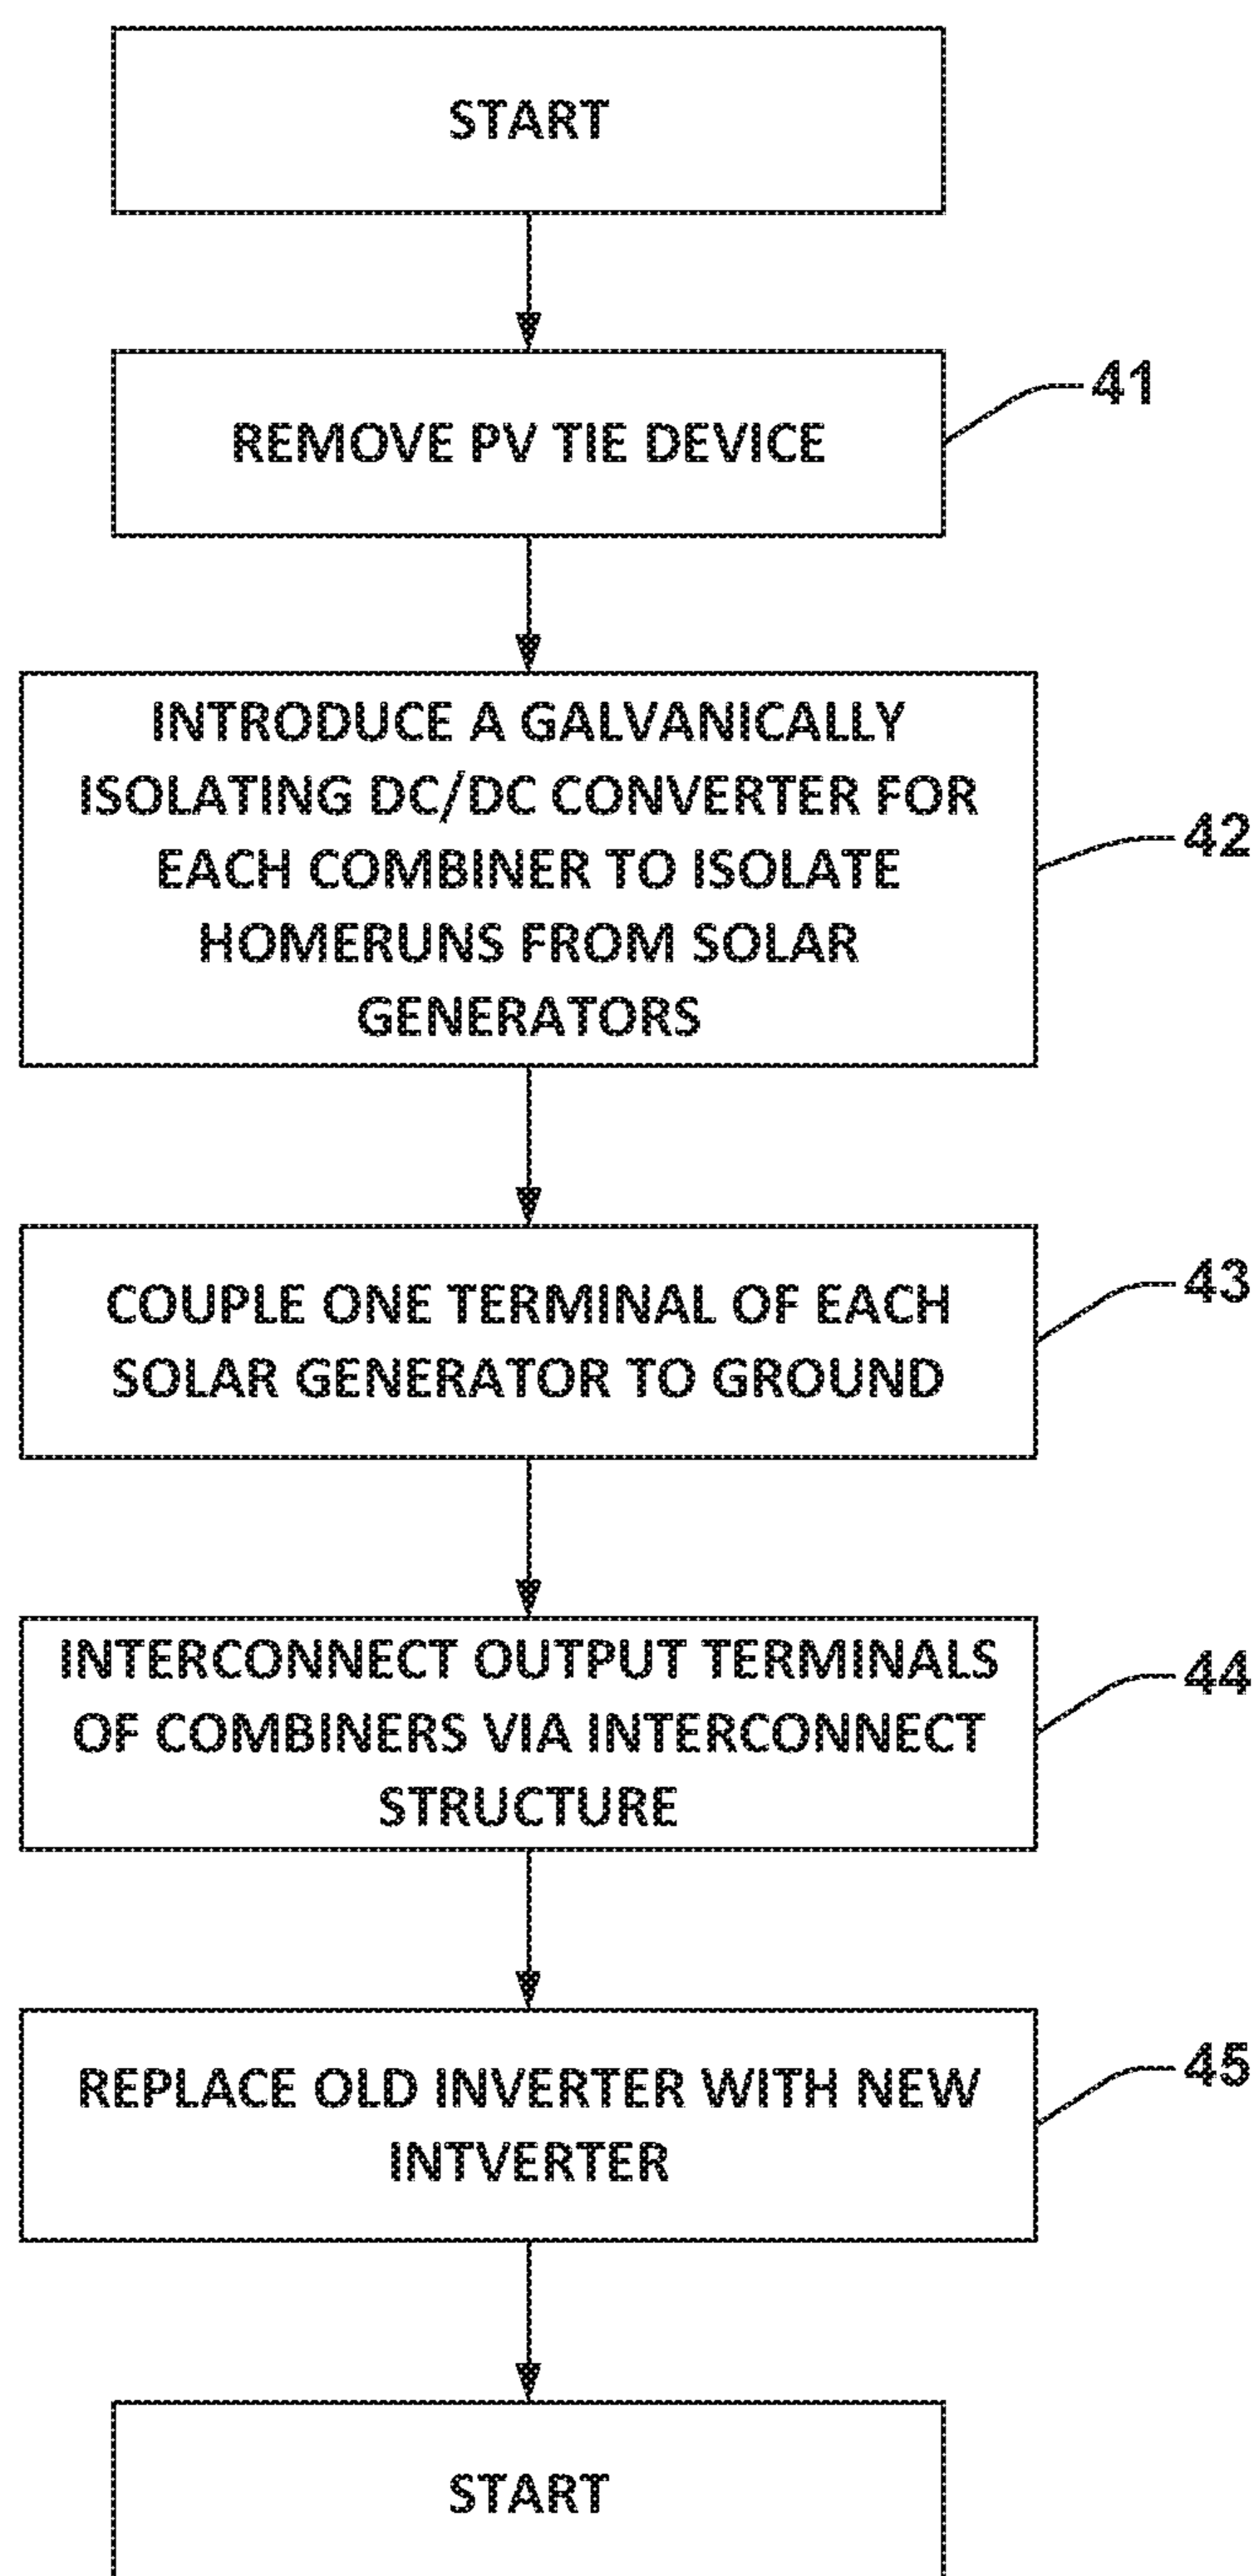 START
REMOVE PV TIE DEVICE
41
INTRODUCE A GALVANICALLY
ISOLATING DC/DC CONVERTER FOR
EACH COMBINER TO ISOLATE
HOMERUNS FROM SOLAR
GENERATORS
42
COUPLE ONE TERMINAL OF EACH
SOLAR GENERATOR TO GROUND
43
INTERCONNECT OUTPUT TERMINALS
OF COMBINERS VIA INTERCONNECT
STRUCTURE
44
REPLACE OLD INVERTER WITH NEW
INTVERTER
45
START